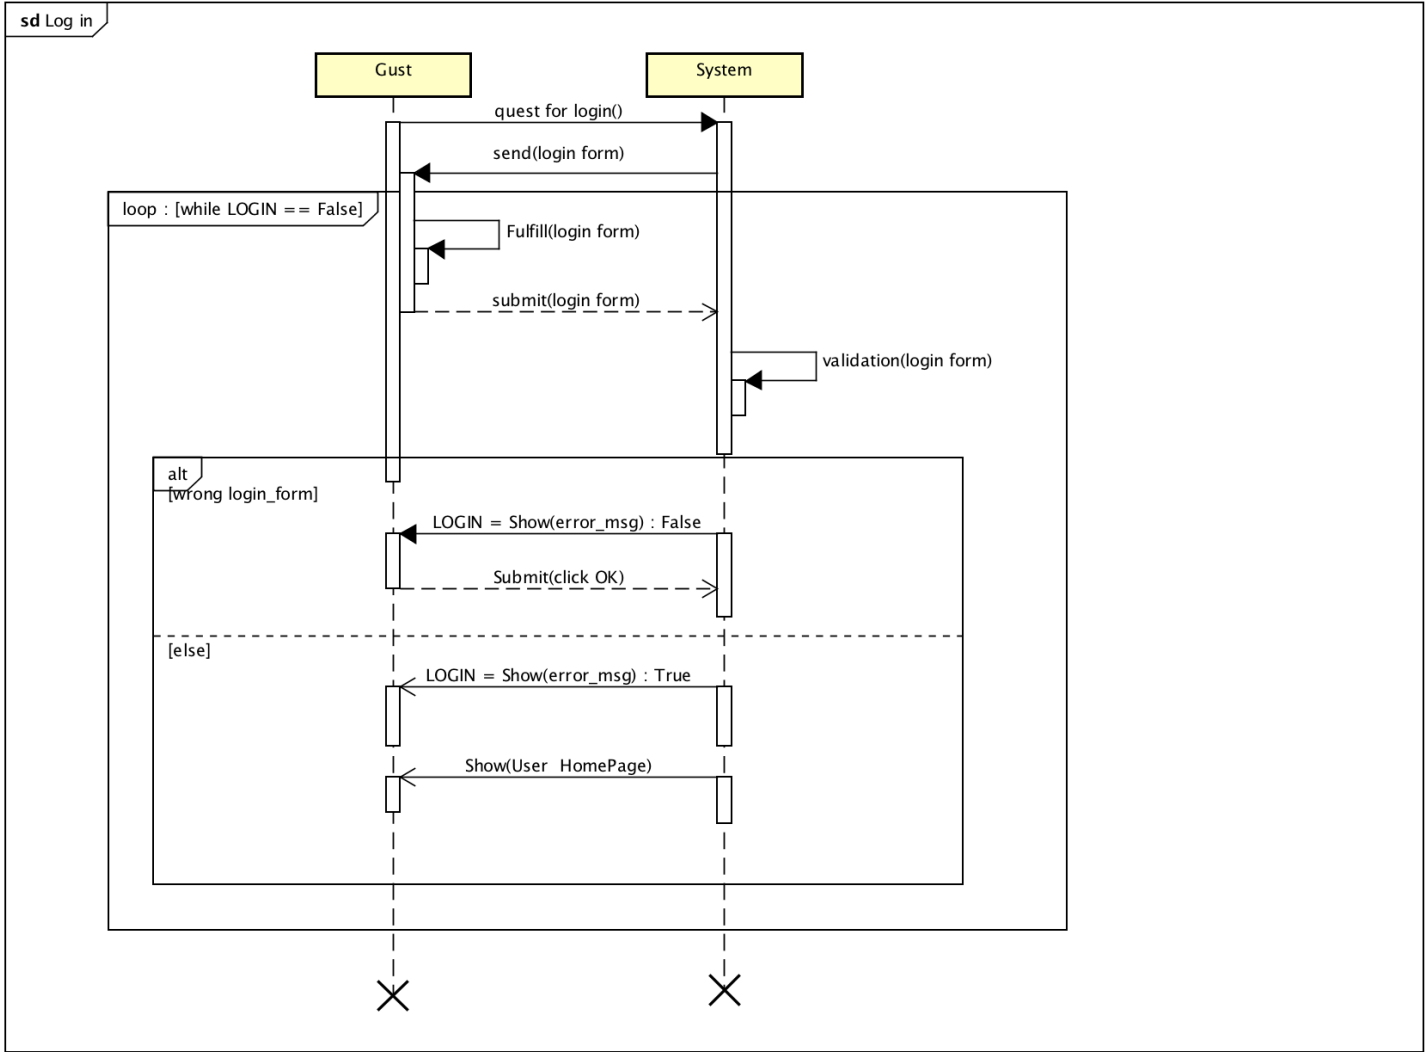 sd Log in
Gust
System
quest for login()
send(login form)
loop : [while LOGIN == False]
Fulfill(login form)
submit(login form)
validation(login form)
alt
[wrong login_form]
LOGIN = Show(error_msg) : False
Submit(click OK)
[else]
LOGIN = Show(error_msg) : True
Show(User  HomePage)